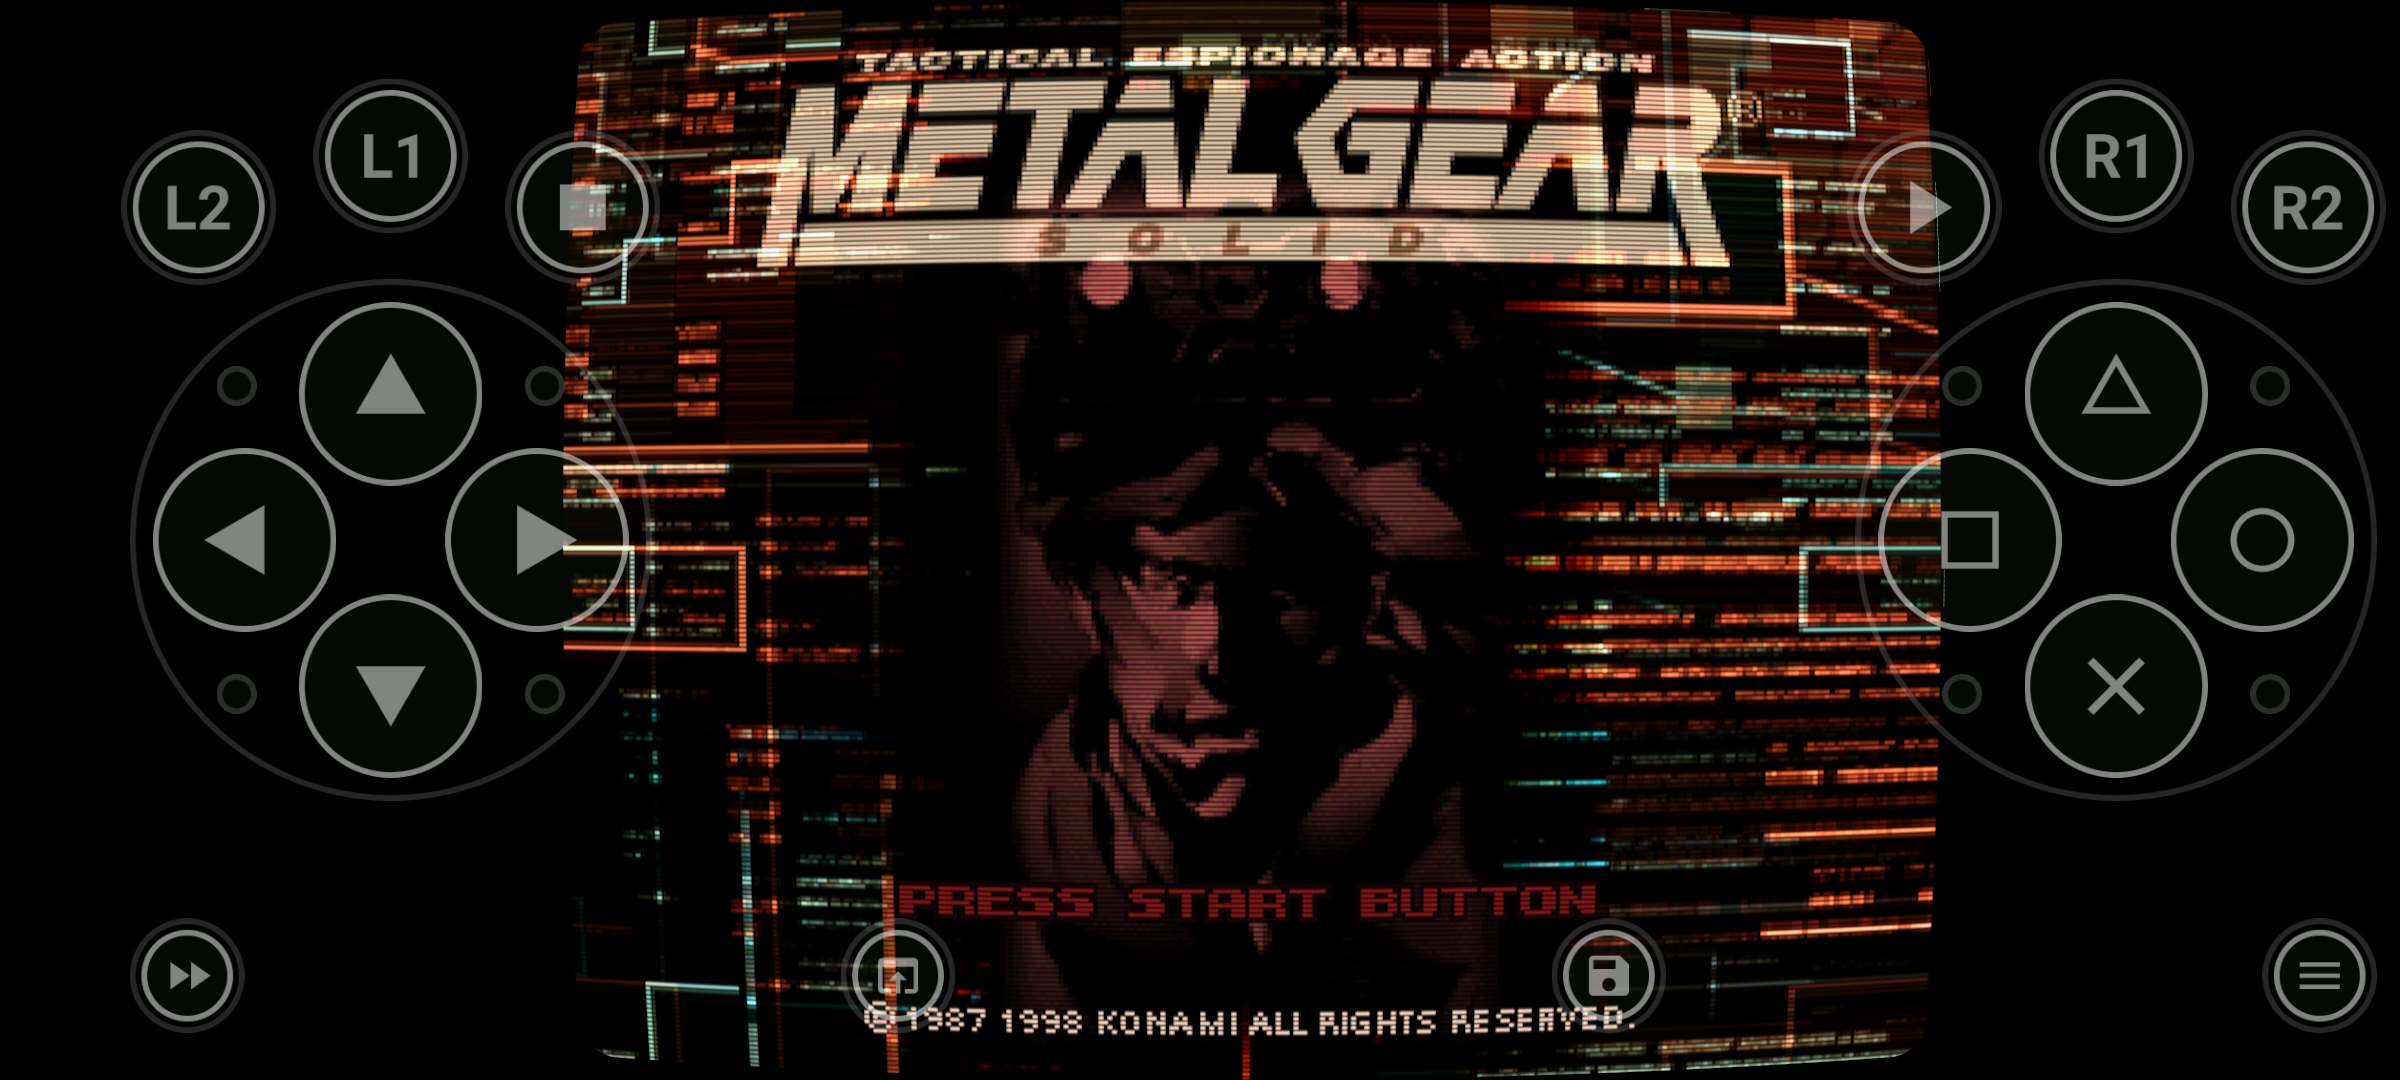 TACTICAL ESPIONAGE ACTION
METAL GEAR ®
SOLID
L2
L1
R1
R2
PRESS START BUTTON
© 1987 1998 KONAMI ALL RIGHTS RESERVED.